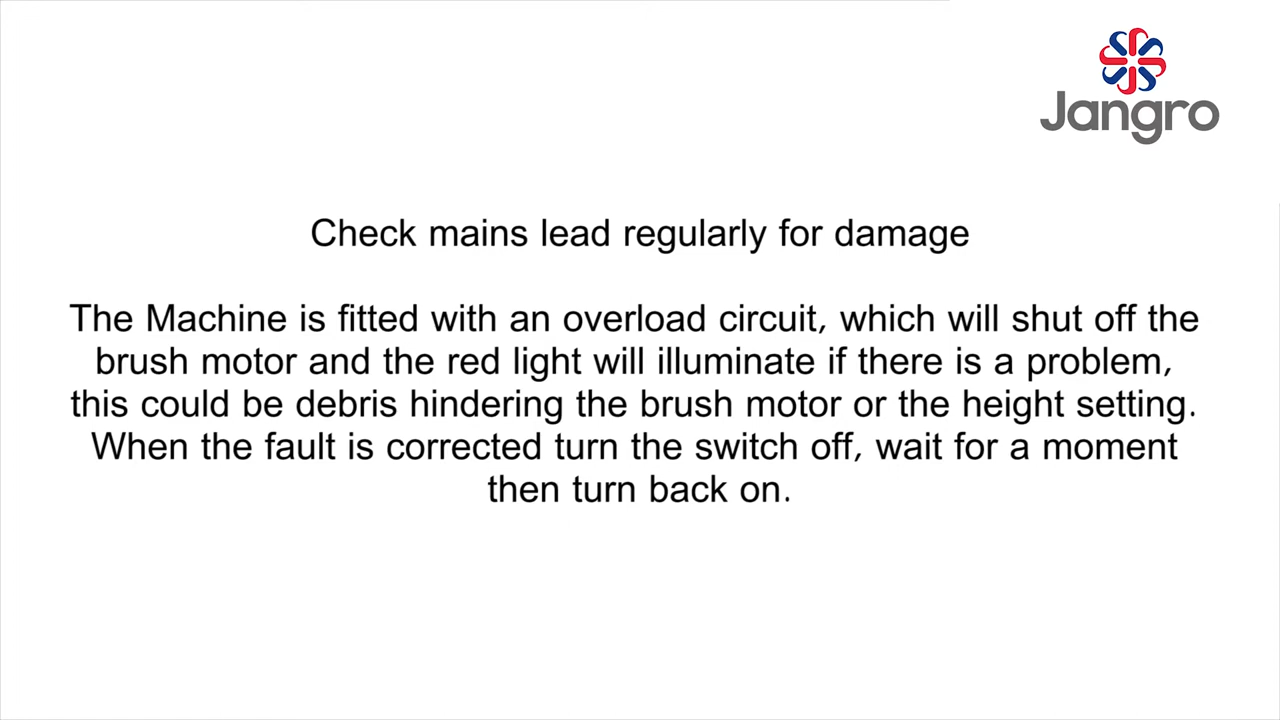 Jangro
Check mains lead regularly for damage
The Machine is fitted with an overload circuit, which will shut off the
brush motor and the red light will illuminate if there is a problem,
this could be debris hindering the brush motor or the height setting.
When the fault is corrected turn the switch off, wait for a moment
then turn back on.